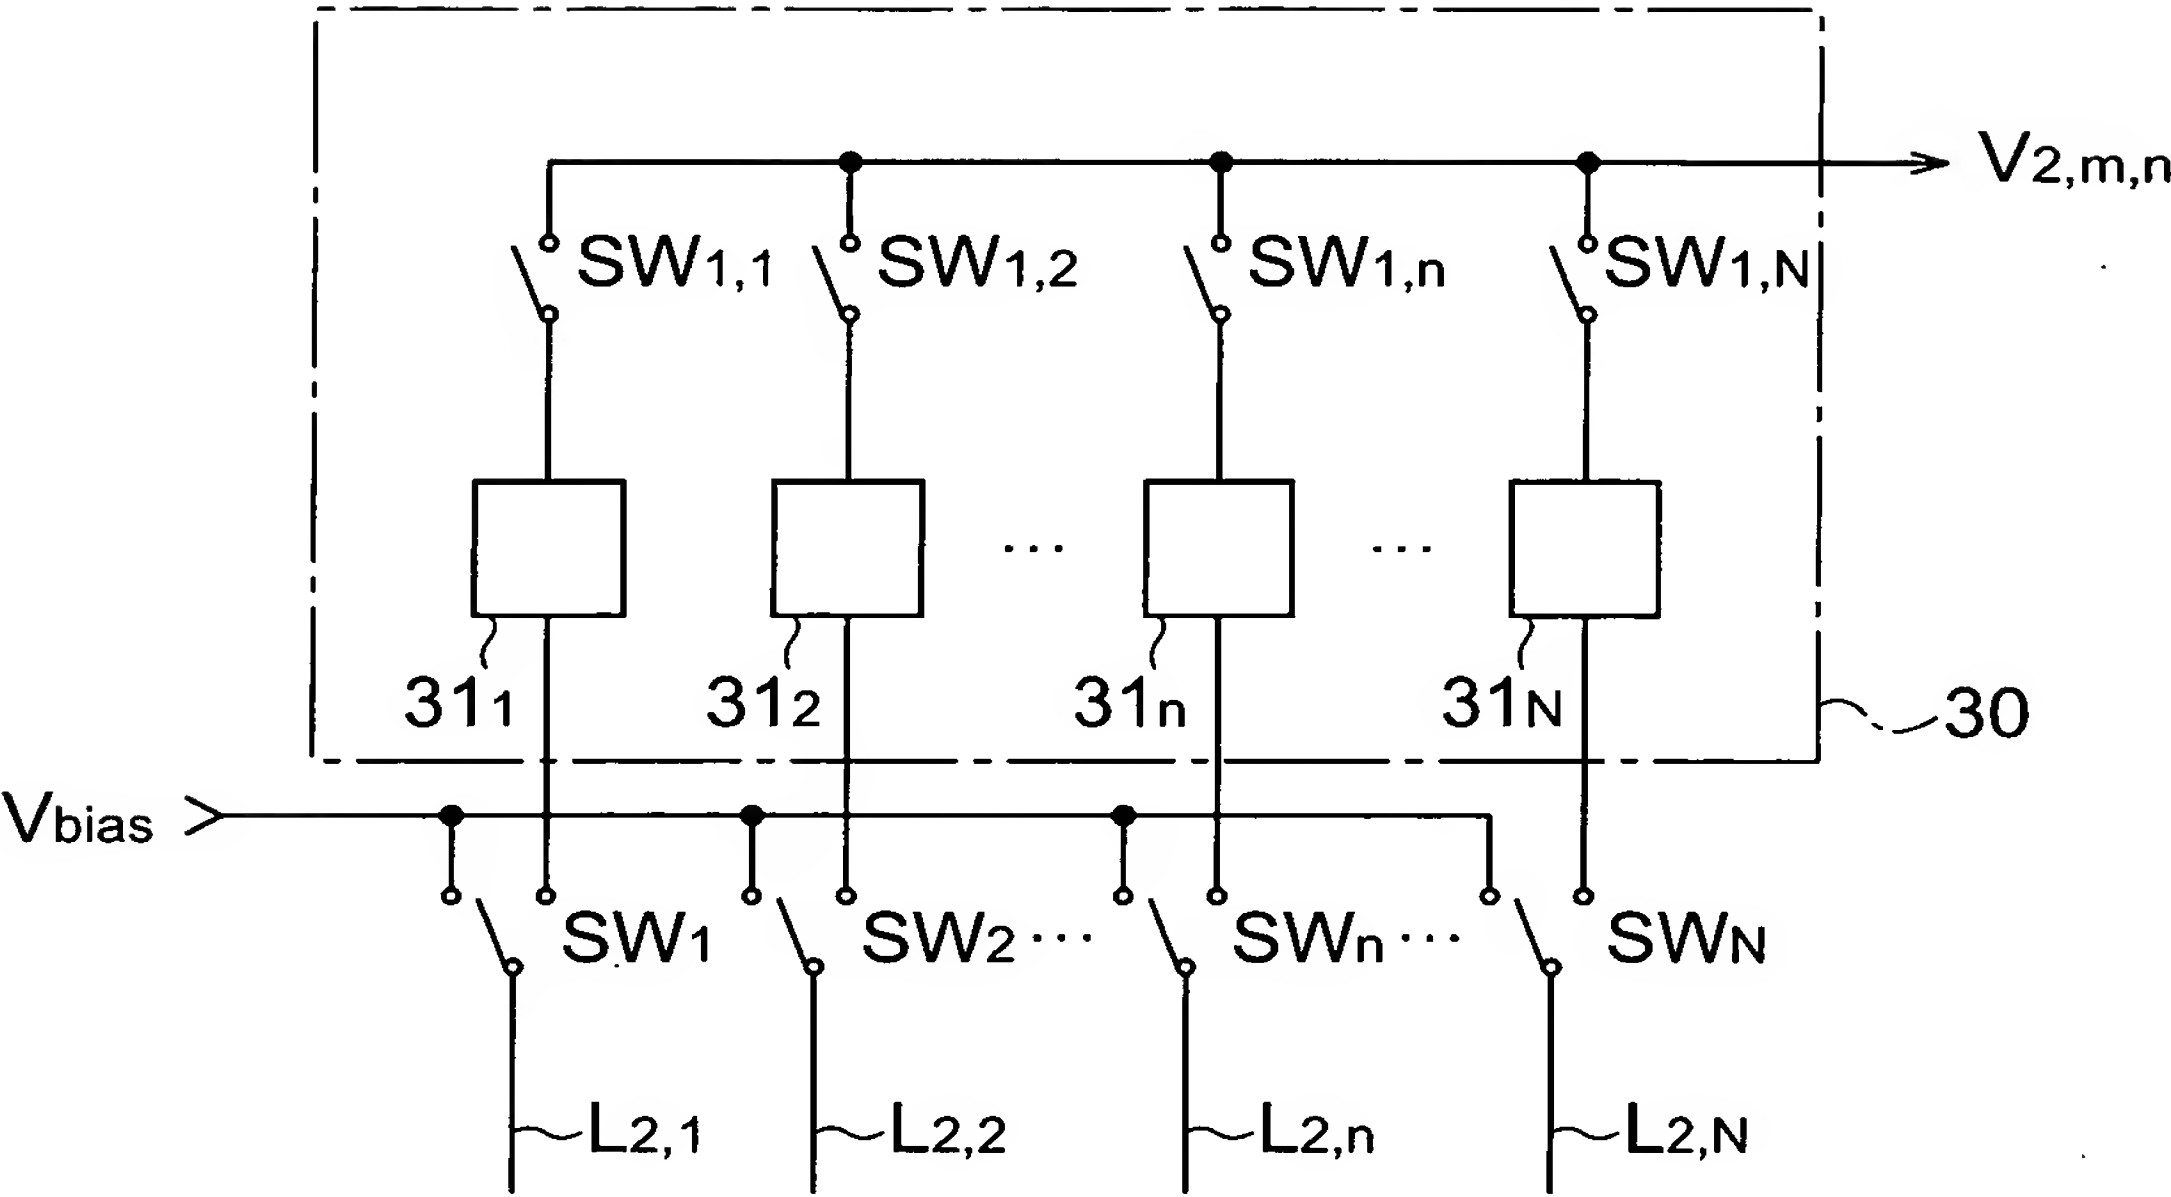 V2,m,n
SW1,1 SW1,2 SW1,n SW1,N
... ...
311 312 31n 31N 30
Vbias
SW1 SW2 ... SWn ... SWN
L2,1 L2,2 L2,n L2,N